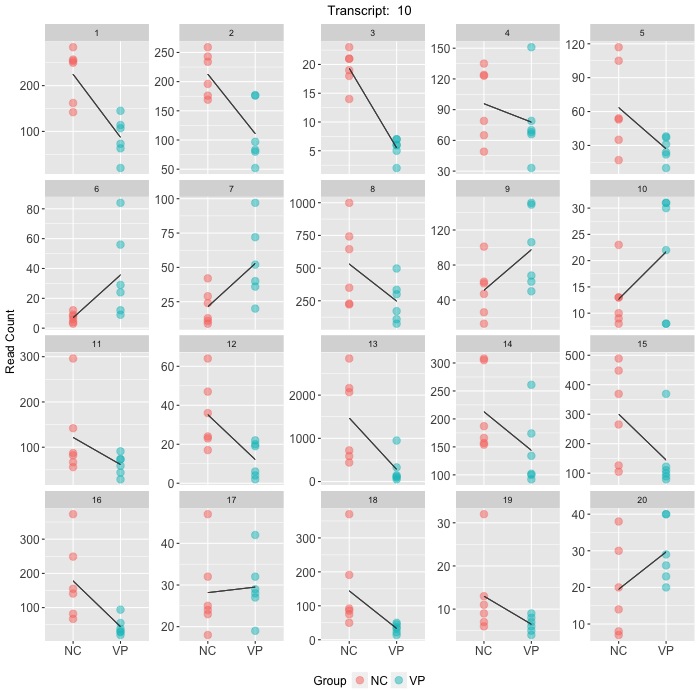 Transcript: 10
1 2 3 4 5
200 100
250 200 150 100 50
20 15 10 5
150 120 90 60 30
120 90 60 30
6 7 8 9 10
80 60 40 20 0
100 75 50 25
1000 750 500 250
120 80 40
30 20 10
Read Count
11 12 13 14 15
300 200 100
60 40 20 0
2000 1000 0
300 250 200 150 100
500 400 300 200 100
16 17 18 19 20
300 200 100
40 30 20
300 200 100 0
30 20 10
40 30 20 10
NC VP NC VP NC VP NC VP NC VP
Group NC VP